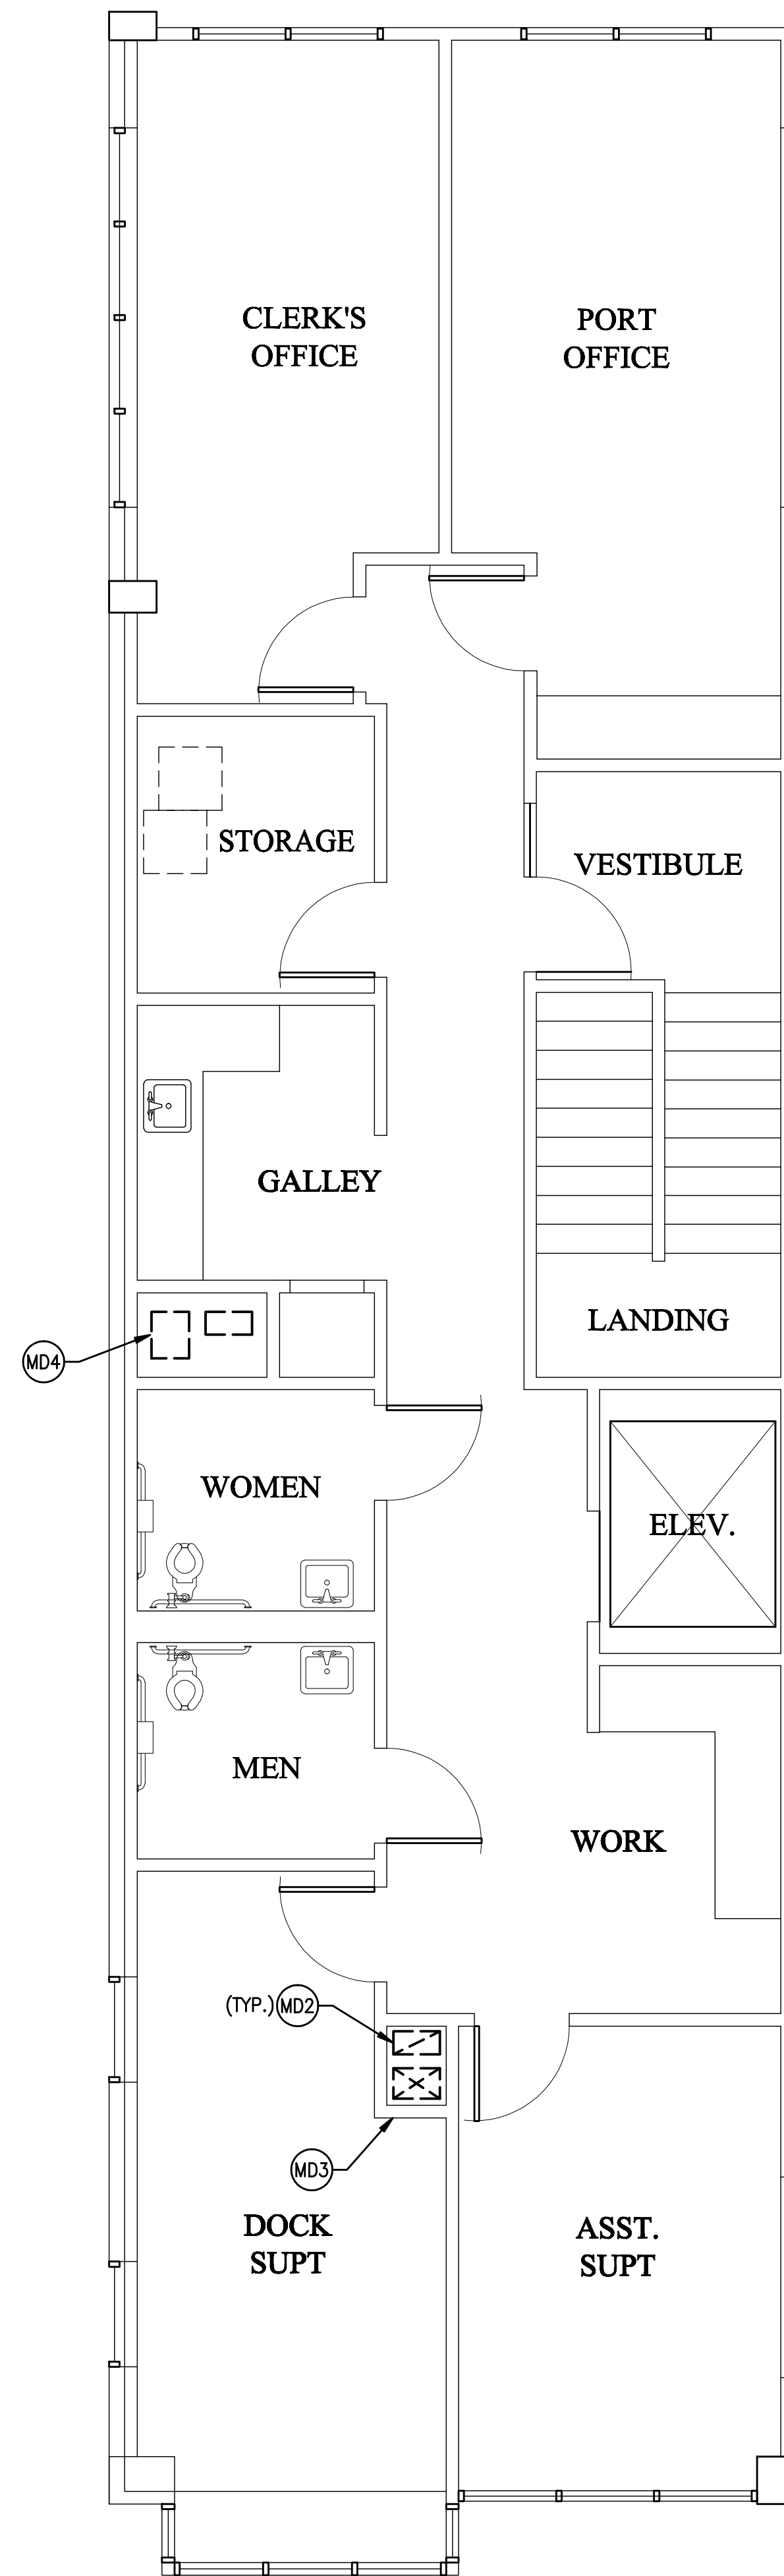 CLERK'S
OFFICE
PORT
OFFICE
STORAGE
VESTIBULE
GALLEY
LANDING
MD4
WOMEN
ELEV.
MEN
WORK
(TYP.) MD2
MD3
DOCK
SUPT
ASST.
SUPT